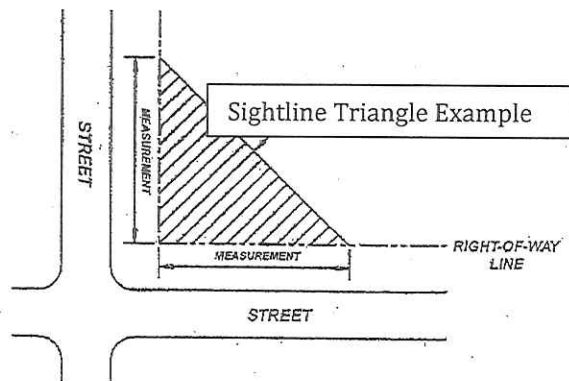 Sightline Triangle Example
STREET
MEASUREMENT
MEASUREMENT
RIGHT-OF-WAY
LINE
STREET